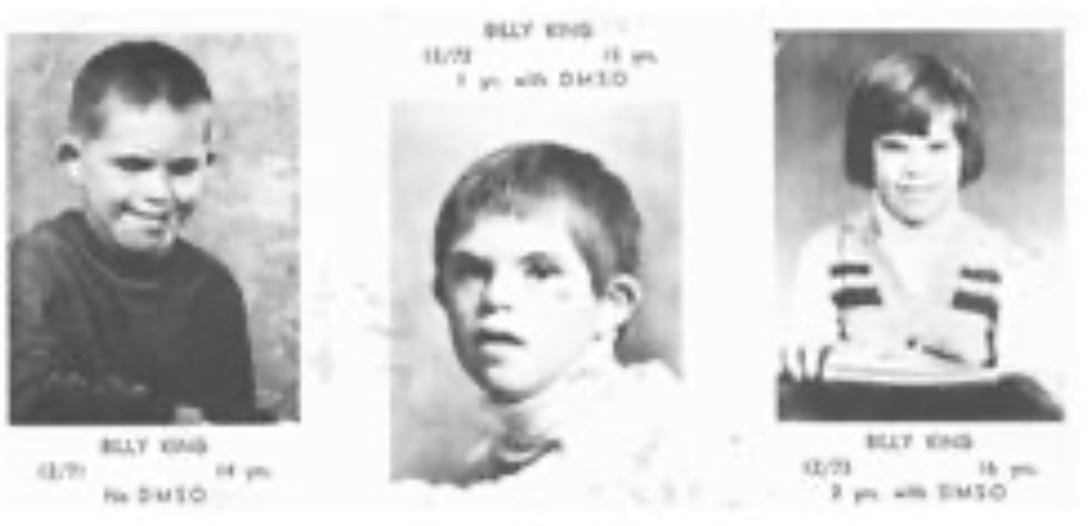 BILLY KING
12/71 14 yrs.
No DMSO
BILLY KING
12/72 15 yrs.
1 yr. with DMSO
BILLY KING
12/73 16 yrs.
2 yrs. with DMSO